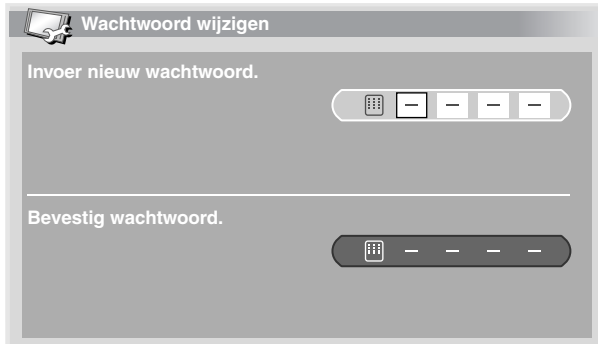 Wachtwoord wijzigen
Invoer nieuw wachtwoord.
– – – –
Bevestig wachtwoord.
– – – –